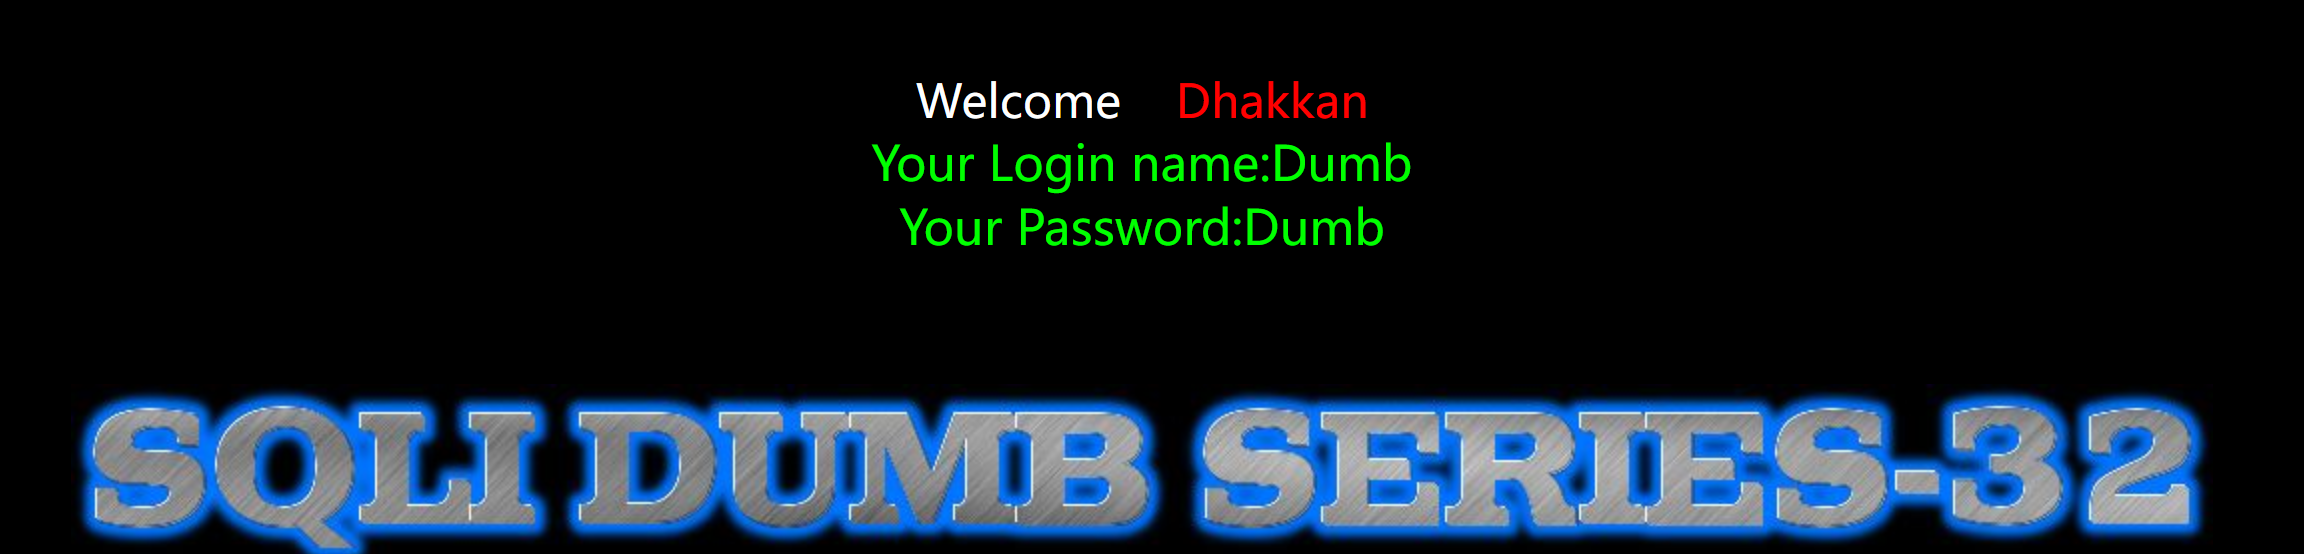 Welcome Dhakkan
Your Login name:Dumb
Your Password:Dumb
SQLI DUMB SERIES-32